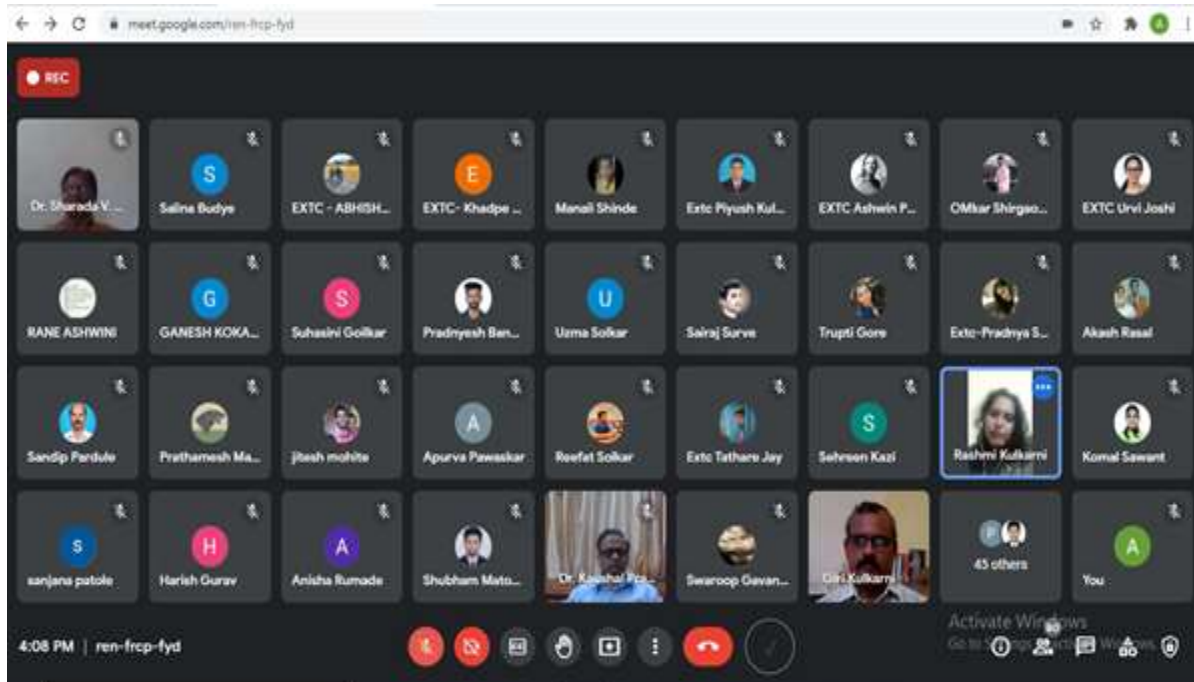 meet.google.com/ren-frcp-fyd
A
REC
Dr. Sharada V. ...
S
Salina Budye
EXTC - ABHISH...
E
EXTC- Khadpe ...
Manali Shinde
Extc Piyush Kul...
EXTC Ashwin P...
OMkar Shirgao...
EXTC Urvi Joshi
RANE ASHWINI
G
GANESH KOKA...
S
Suhasini Goilkar
Pradnyesh Ban...
U
Uzma Solkar
Sairaj Surve
Trupti Gore
Extc-Pradnya S...
Akash Rasal
Sandip Pardule
Prathamesh Ma...
jitesh mohite
A
Apurva Pawaskar
Reefat Solkar
Extc Tathare Jay
S
Sehreen Kazi
Rashmi Kulkarni
Komal Sawant
s
sanjana patole
H
Harish Gurav
A
Anisha Rumade
Shubham Mato...
Dr. Kaushal Pra...
Swaroop Gavan...
Giri Kulkarni
P
45 others
A
You
Activate Windows
4:08 PM | ren-frcp-fyd
80